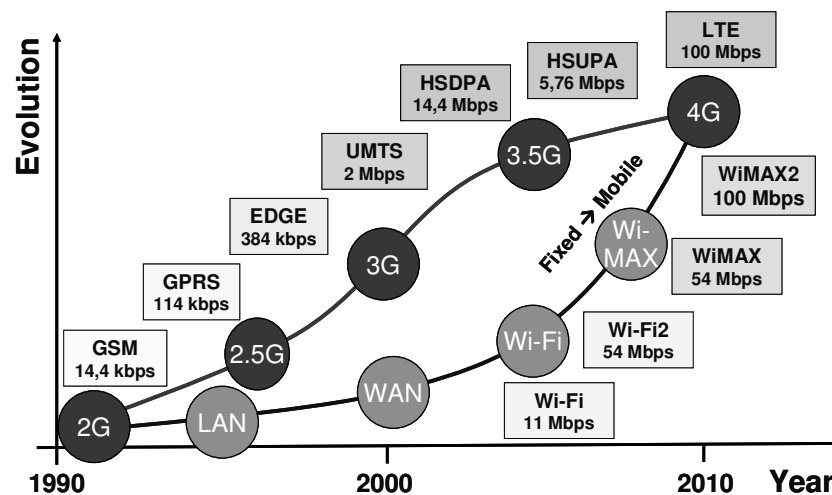 Evolution
LTE
100 Mbps
HSUPA
5,76 Mbps
HSDPA
14,4 Mbps
4G
3.5G
UMTS
2 Mbps
Fixed → Mobile
WiMAX2
100 Mbps
EDGE
384 kbps
3G
Wi-
MAX
WiMAX
54 Mbps
GPRS
114 kbps
2.5G
Wi-Fi
Wi-Fi2
54 Mbps
GSM
14,4 kbps
WAN
Wi-Fi
11 Mbps
2G
LAN
1990
2000
2010
Year